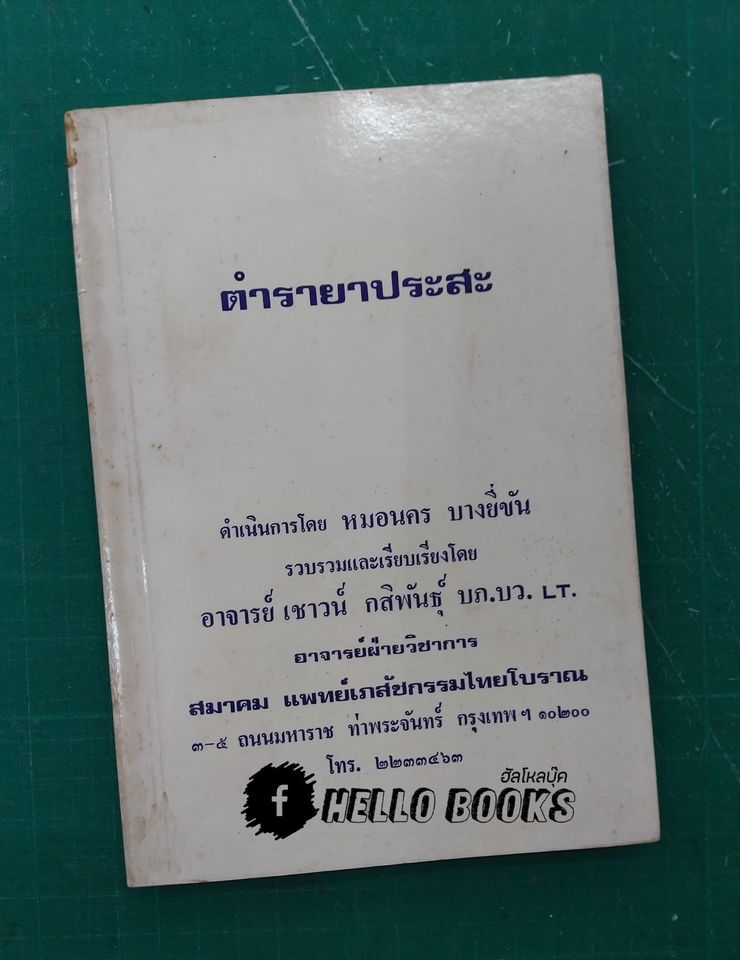 ตำรายาประสะ
ดำเนินการโดย หมอนคร บางยี่ขัน
รวบรวมและเรียบเรียงโดย
อาจารย์ เชาวน์ กสิพันธุ์ บภ.บว. LT.
อาจารย์ฝ่ายวิชาการ
สมาคม แพทย์เภสัชกรรมไทยโบราณ
๓-๕ ถนนมหาราช ท่าพระจันทร์ กรุงเทพฯ ๑๐๒๐๐
โทร. ๒๒๓๓๔๖๓
ฮัลโหลบุ๊ค
f HELLO BOOKS